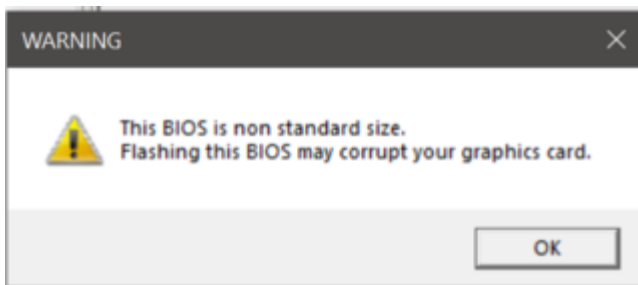 WARNING
This BIOS is non standard size.
Flashing this BIOS may corrupt your graphics card.
OK